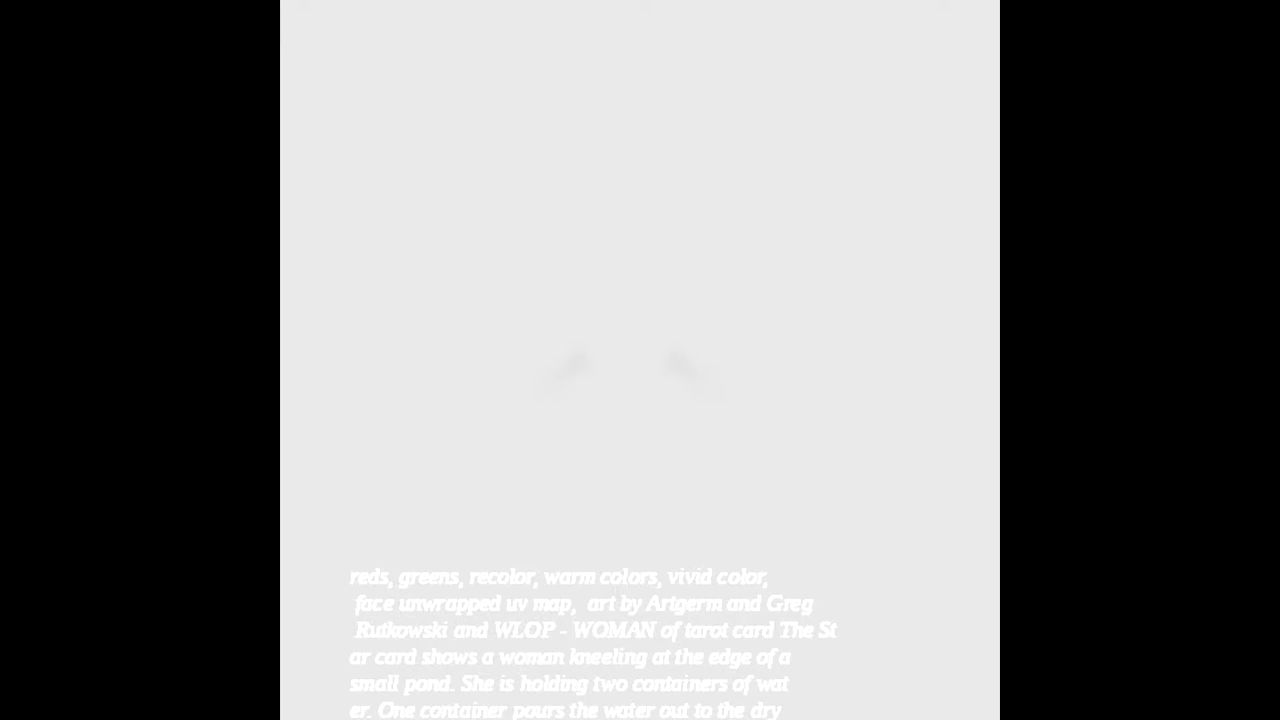 reds, greens, recolor, warm colors, vivid color,
face unwrapped uv map, art by Artgerm and Greg
Rutkowski and WLOP - WOMAN of tarot card The St
ar card shows a woman kneeling at the edge of a
small pond. She is holding two containers of wat
er. One container pours the water out to the dry